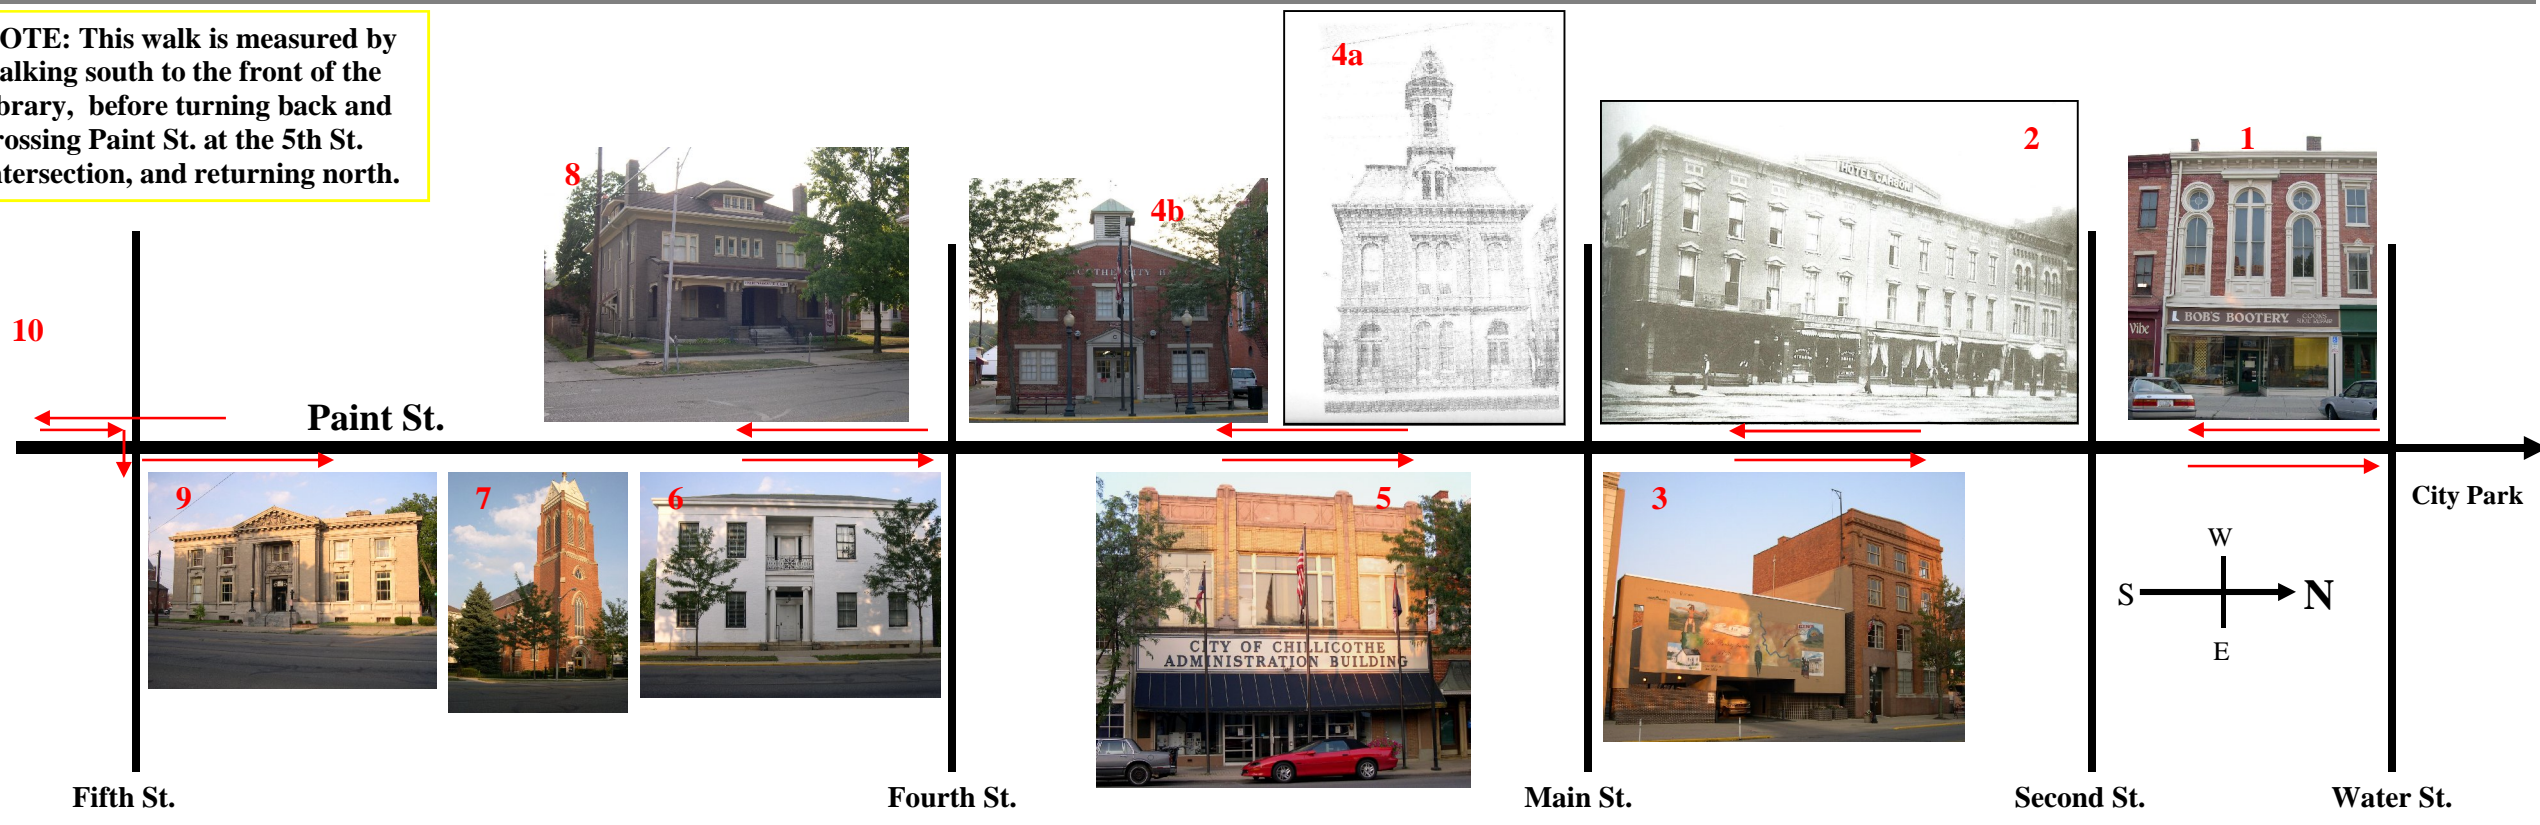 OTE: This walk is measured by
alking south to the front of the
brary, before turning back and
rossing Paint St. at the 5th St.
ntersection, and returning north.
10
8
4b
4a
2
HOTEL CARSON
1
BOB'S BOOTERY
COOK'S
Vibe
Paint St.
9
7
6
5
CITY OF CHILLICOTHE
ADMINISTRATION BUILDING
3
City Park
W
S
N
E
Fifth St.
Fourth St.
Main St.
Second St.
Water St.